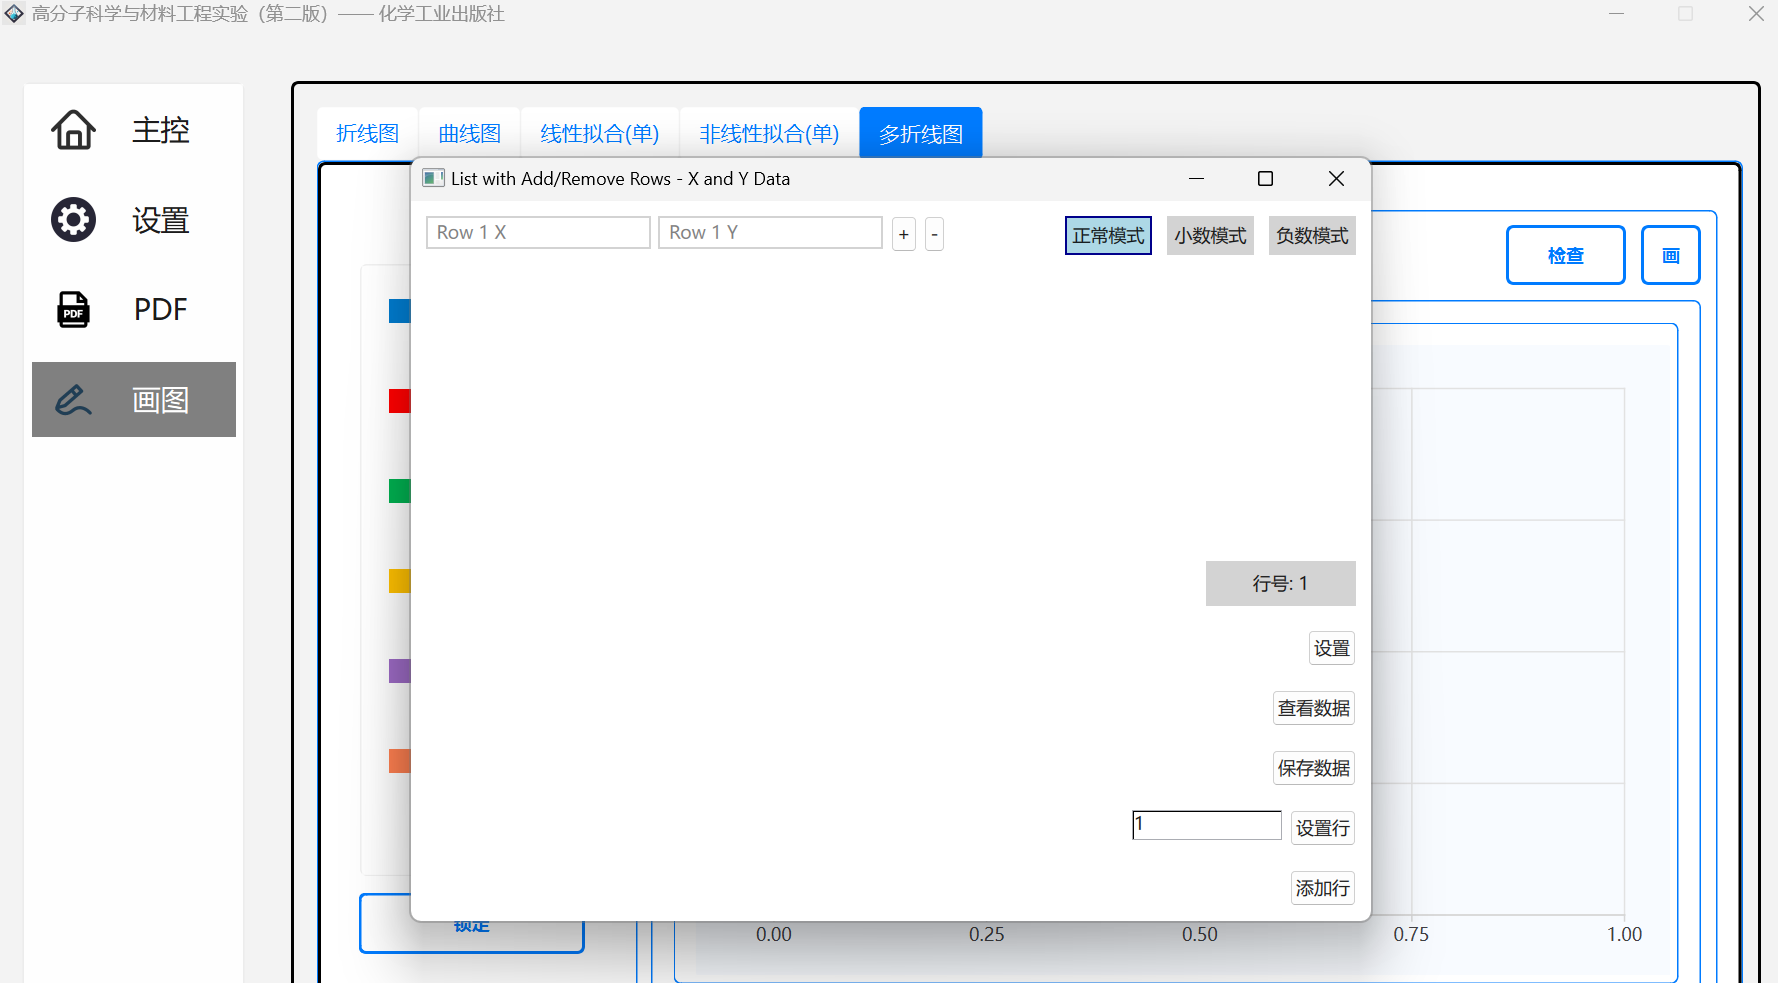 高分子科学与材料工程实验（第二版）—— 化学工业出版社
主控
设置
PDF
画图
折线图
曲线图
线性拟合(单)
非线性拟合(单)
多折线图
List with Add/Remove Rows - X and Y Data
Row 1 X
Row 1 Y
+
-
正常模式
小数模式
负数模式
检查
画
行号: 1
设置
查看数据
保存数据
1
设置行
添加行
锁定
0.00
0.25
0.50
0.75
1.00